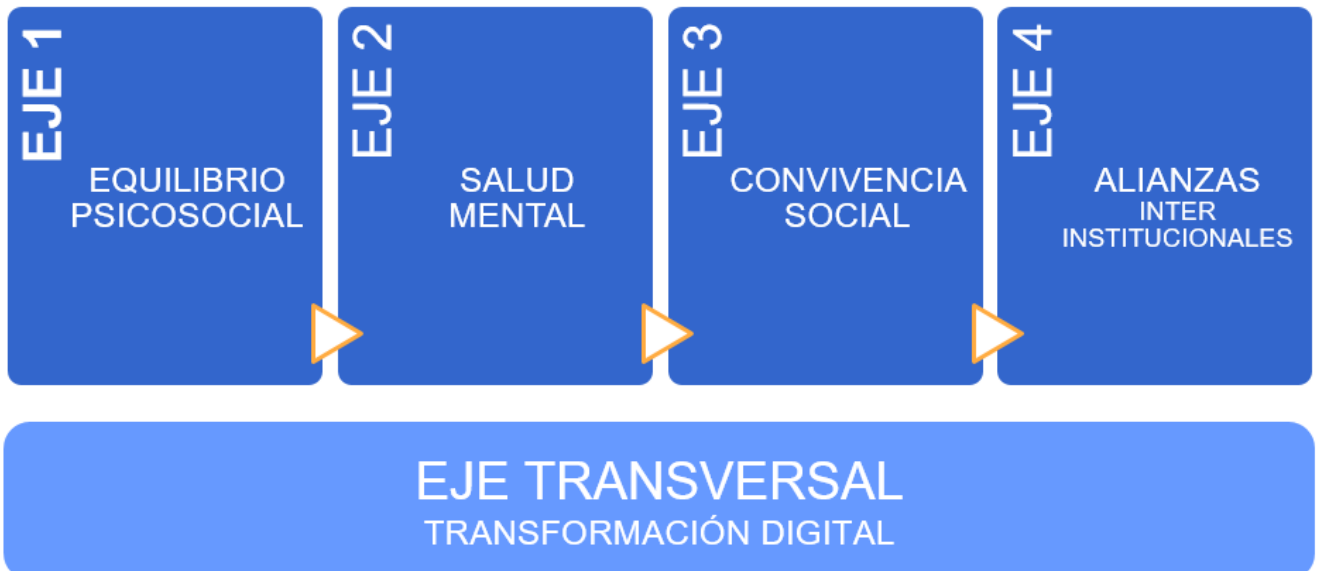 EJE 1
EQUILIBRIO
PSICOSOCIAL
EJE 2
SALUD
MENTAL
EJE 3
CONVIVENCIA
SOCIAL
EJE 4
ALIANZAS
INTER
INSTITUCIONALES
EJE TRANSVERSAL
TRANSFORMACIÓN DIGITAL